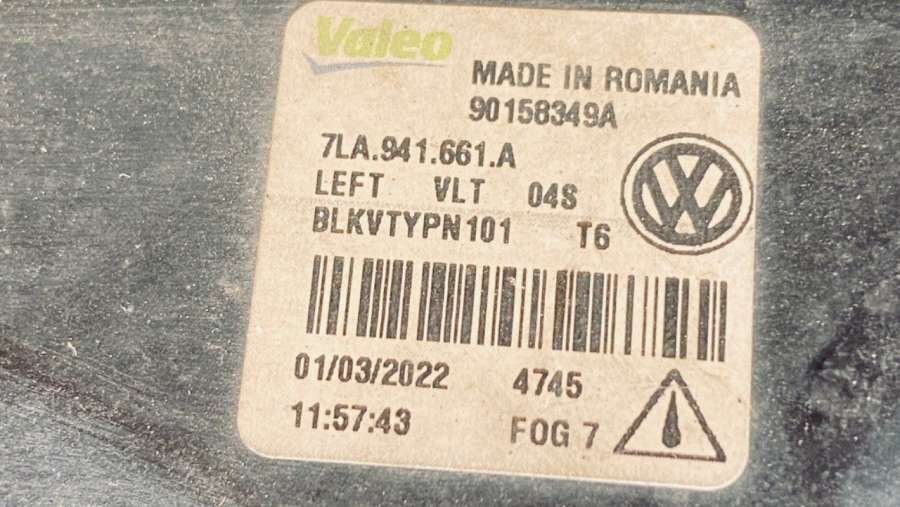 Valeo
MADE IN ROMANIA
90158349A
7LA.941.661.A
LEFT VLT 04S
BLKVTYPN101 T6
01/03/2022 4745
11:57:43 FOG 7